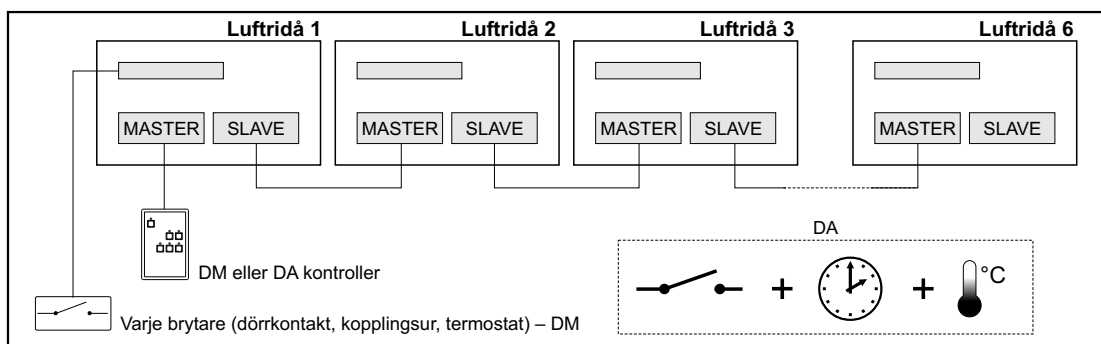 Luftridå 1
Luftridå 2
Luftridå 3
Luftridå 6
MASTER
SLAVE
MASTER
SLAVE
MASTER
SLAVE
MASTER
SLAVE
DM eller DA kontroller
DA
°C
Varje brytare (dörrkontakt, kopplingsur, termostat) – DM